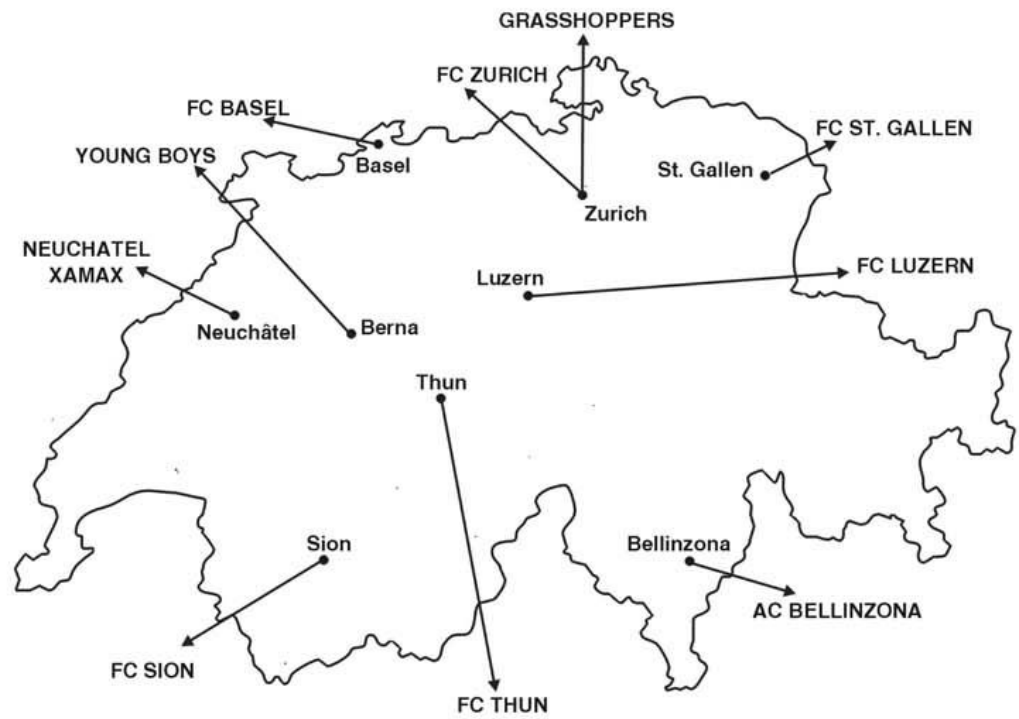 GRASSHOPPERS
FC ZURICH
FC BASEL
FC ST. GALLEN
YOUNG BOYS
Basel
St. Gallen
Zurich
NEUCHATEL
XAMAX
FC LUZERN
Luzern
Neuchâtel
Berna
Thun
Sion
Bellinzona
AC BELLINZONA
FC SION
FC THUN